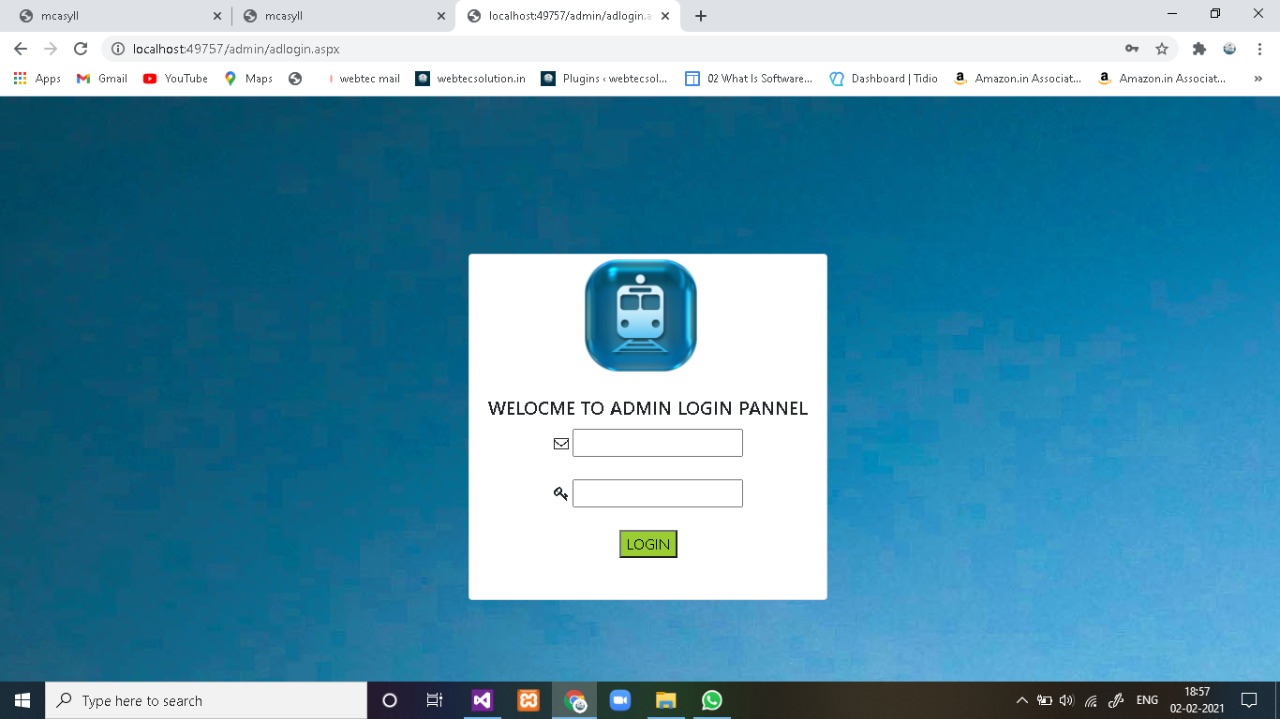 mcasyll
mcasyll
localhost:49757/admin/adlogin.a
localhost:49757/admin/adlogin.aspx
Apps Gmail YouTube Maps webtec mail webtecsolution.in Plugins ‹ webtecsol... 02 What Is Software... Dashboard | Tidio Amazon.in Associat... Amazon.in Associat... »
WELOCME TO ADMIN LOGIN PANNEL
LOGIN
Type here to search
ENG
18:57
02-02-2021